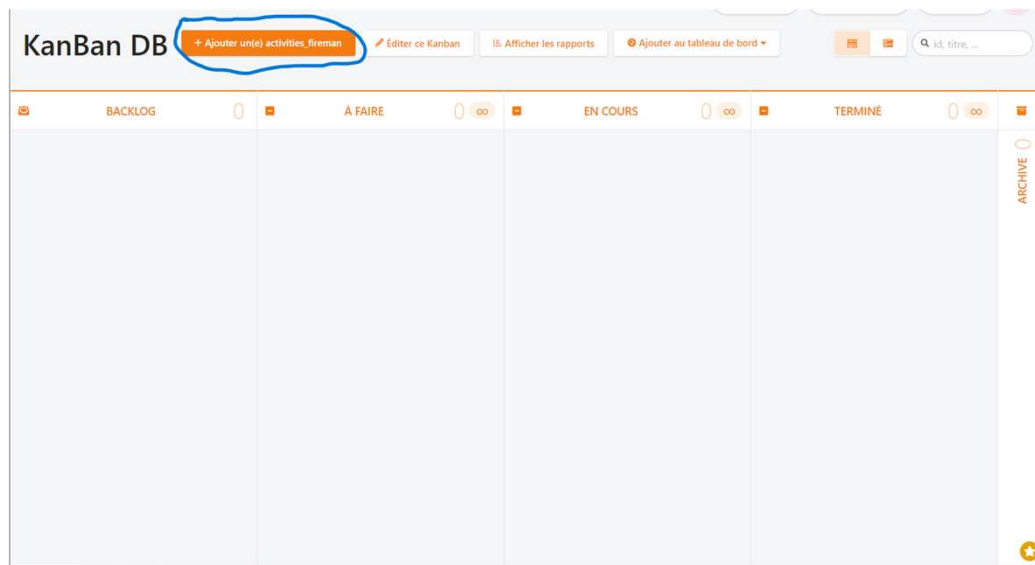 KanBan DB
+ Ajouter un(e) activities_fireman
Éditer ce Kanban
Afficher les rapports
Ajouter au tableau de bord
id, titre, ...
BACKLOG 0
À FAIRE 0 ∞
EN COURS 0 ∞
TERMINÉ 0 ∞
ARCHIVE 0